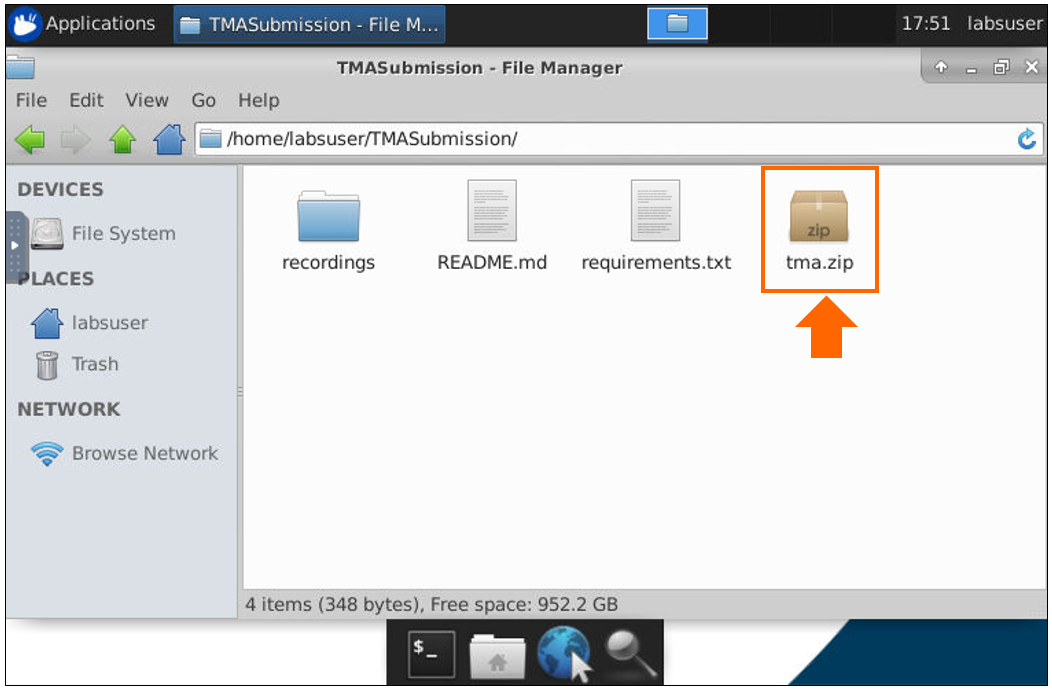 Applications TMASubmission - File M... 17:51 labsuser
TMASubmission - File Manager
File Edit View Go Help
/home/labsuser/TMASubmission/
DEVICES
File System
PLACES
labsuser
Trash
NETWORK
Browse Network
recordings README.md requirements.txt zip tma.zip
4 items (348 bytes), Free space: 952.2 GB
$_